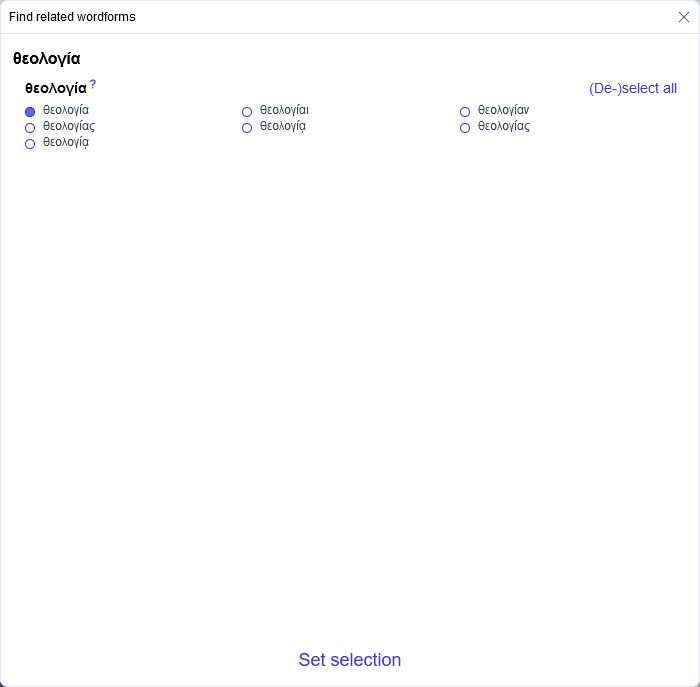 Find related wordforms
θεολογία
θεολογία ? (De-)select all
θεολογία θεολογίαι θεολογίαν
θεολογίας θεολογίᾳ θεολογίας
θεολογίᾳ
Set selection